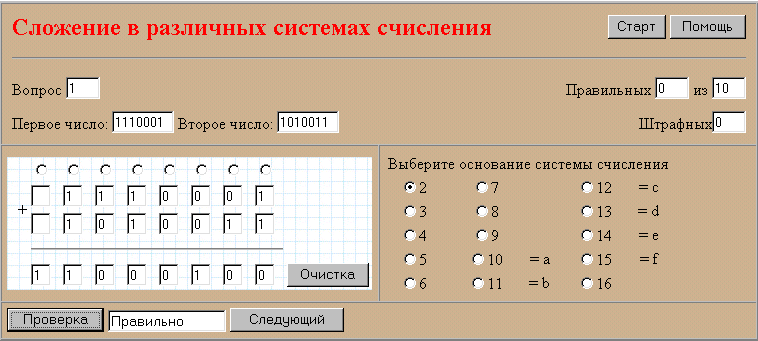 Сложение в различных системах счисления Старт Помощь
Вопрос 1 Правильных 0 из 10
Первое число: 1110001 Второе число: 1010011 Штрафных 0
Выберите основание системы счисления
1 1 1 0 0 0 1
+
1 0 1 0 0 1 1
1 1 0 0 0 1 0 0 Очистка
2 7 12 = c
3 8 13 = d
4 9 14 = e
5 10 = a 15 = f
6 11 = b 16
Проверка Правильно Следующий